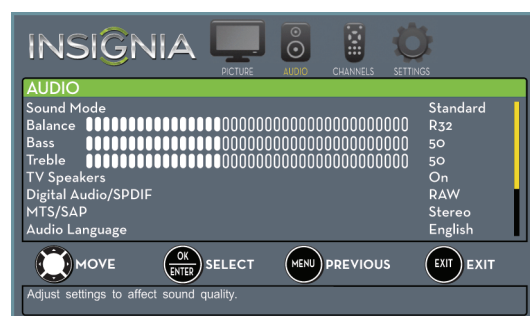 INSIGNIA
PICTURE AUDIO CHANNELS SETTINGS
AUDIO
Sound Mode Standard
Balance R32
Bass 50
Treble 50
TV Speakers On
Digital Audio/SPDIF RAW
MTS/SAP Stereo
Audio Language English
MOVE OK ENTER SELECT MENU PREVIOUS EXIT EXIT
Adjust settings to affect sound quality.